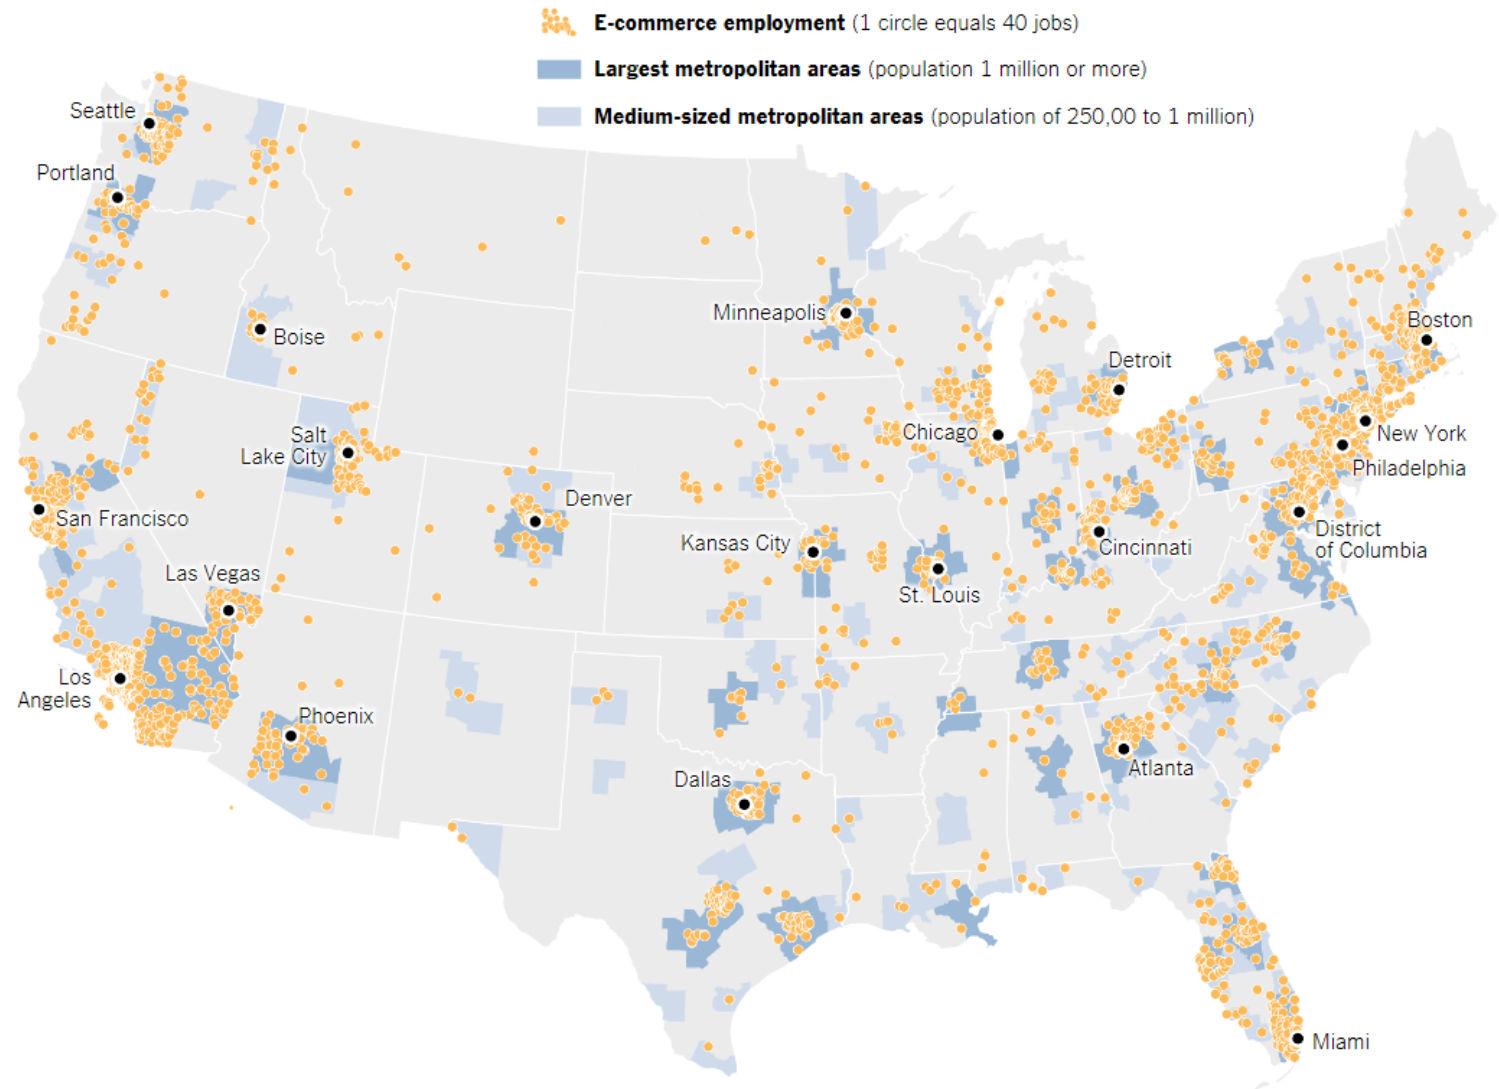 E-commerce employment (1 circle equals 40 jobs)
Largest metropolitan areas (population 1 million or more)
Medium-sized metropolitan areas (population of 250,00 to 1 million)
Seattle
Portland
Boise
Minneapolis
Detroit
Boston
Salt
Lake City
Chicago
New York
Philadelphia
San Francisco
Denver
Kansas City
St. Louis
Cincinnati
District
of Columbia
Las Vegas
Los
Angeles
Phoenix
Dallas
Atlanta
Miami